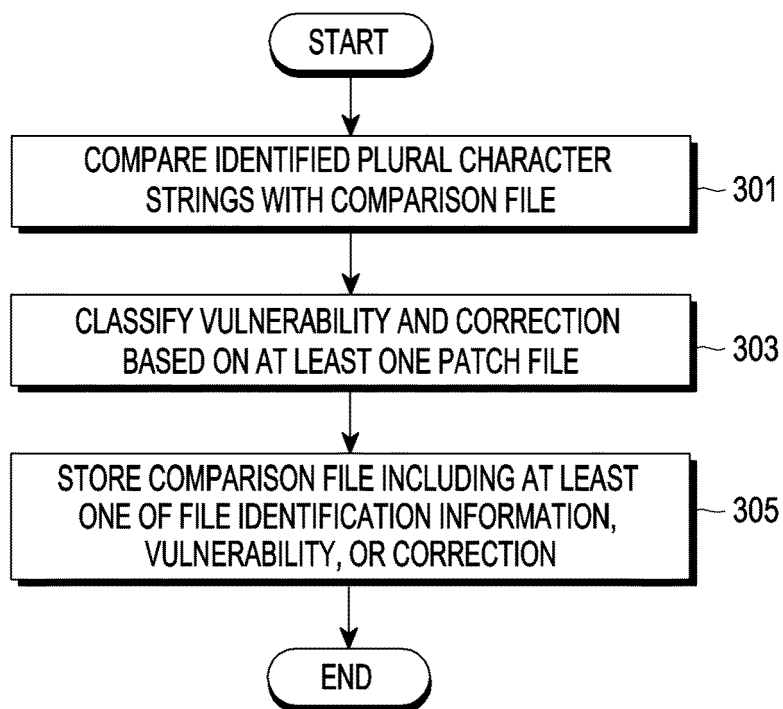 START
COMPARE IDENTIFIED PLURAL CHARACTER
STRINGS WITH COMPARISON FILE
301
CLASSIFY VULNERABILITY AND CORRECTION
BASED ON AT LEAST ONE PATCH FILE
303
STORE COMPARISON FILE INCLUDING AT LEAST
ONE OF FILE IDENTIFICATION INFORMATION,
VULNERABILITY, OR CORRECTION
305
END